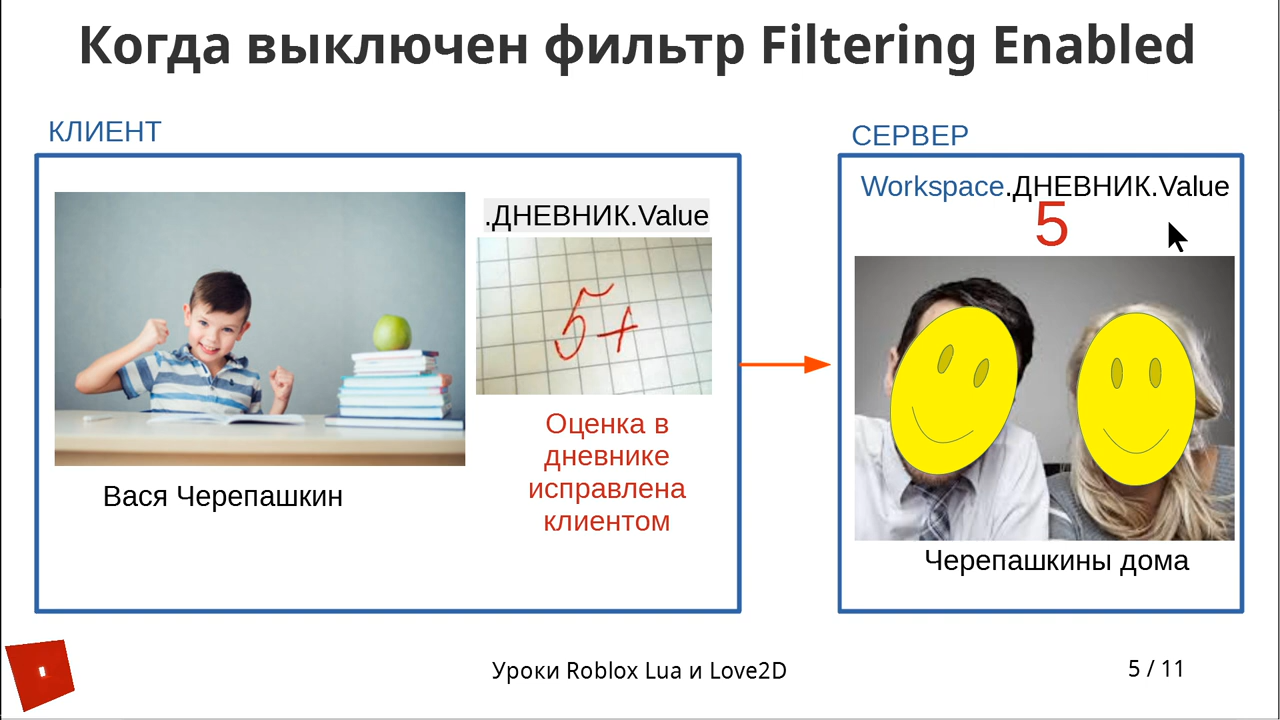 Когда выключен фильтр Filtering Enabled
КЛИЕНТ
.ДНЕВНИК.Value
5+
Оценка в
дневнике
исправлена
клиентом
Вася Черепашкин
СЕРВЕР
Workspace.ДНЕВНИК.Value
5
Черепашкины дома
Уроки Roblox Lua и Love2D
5 / 11